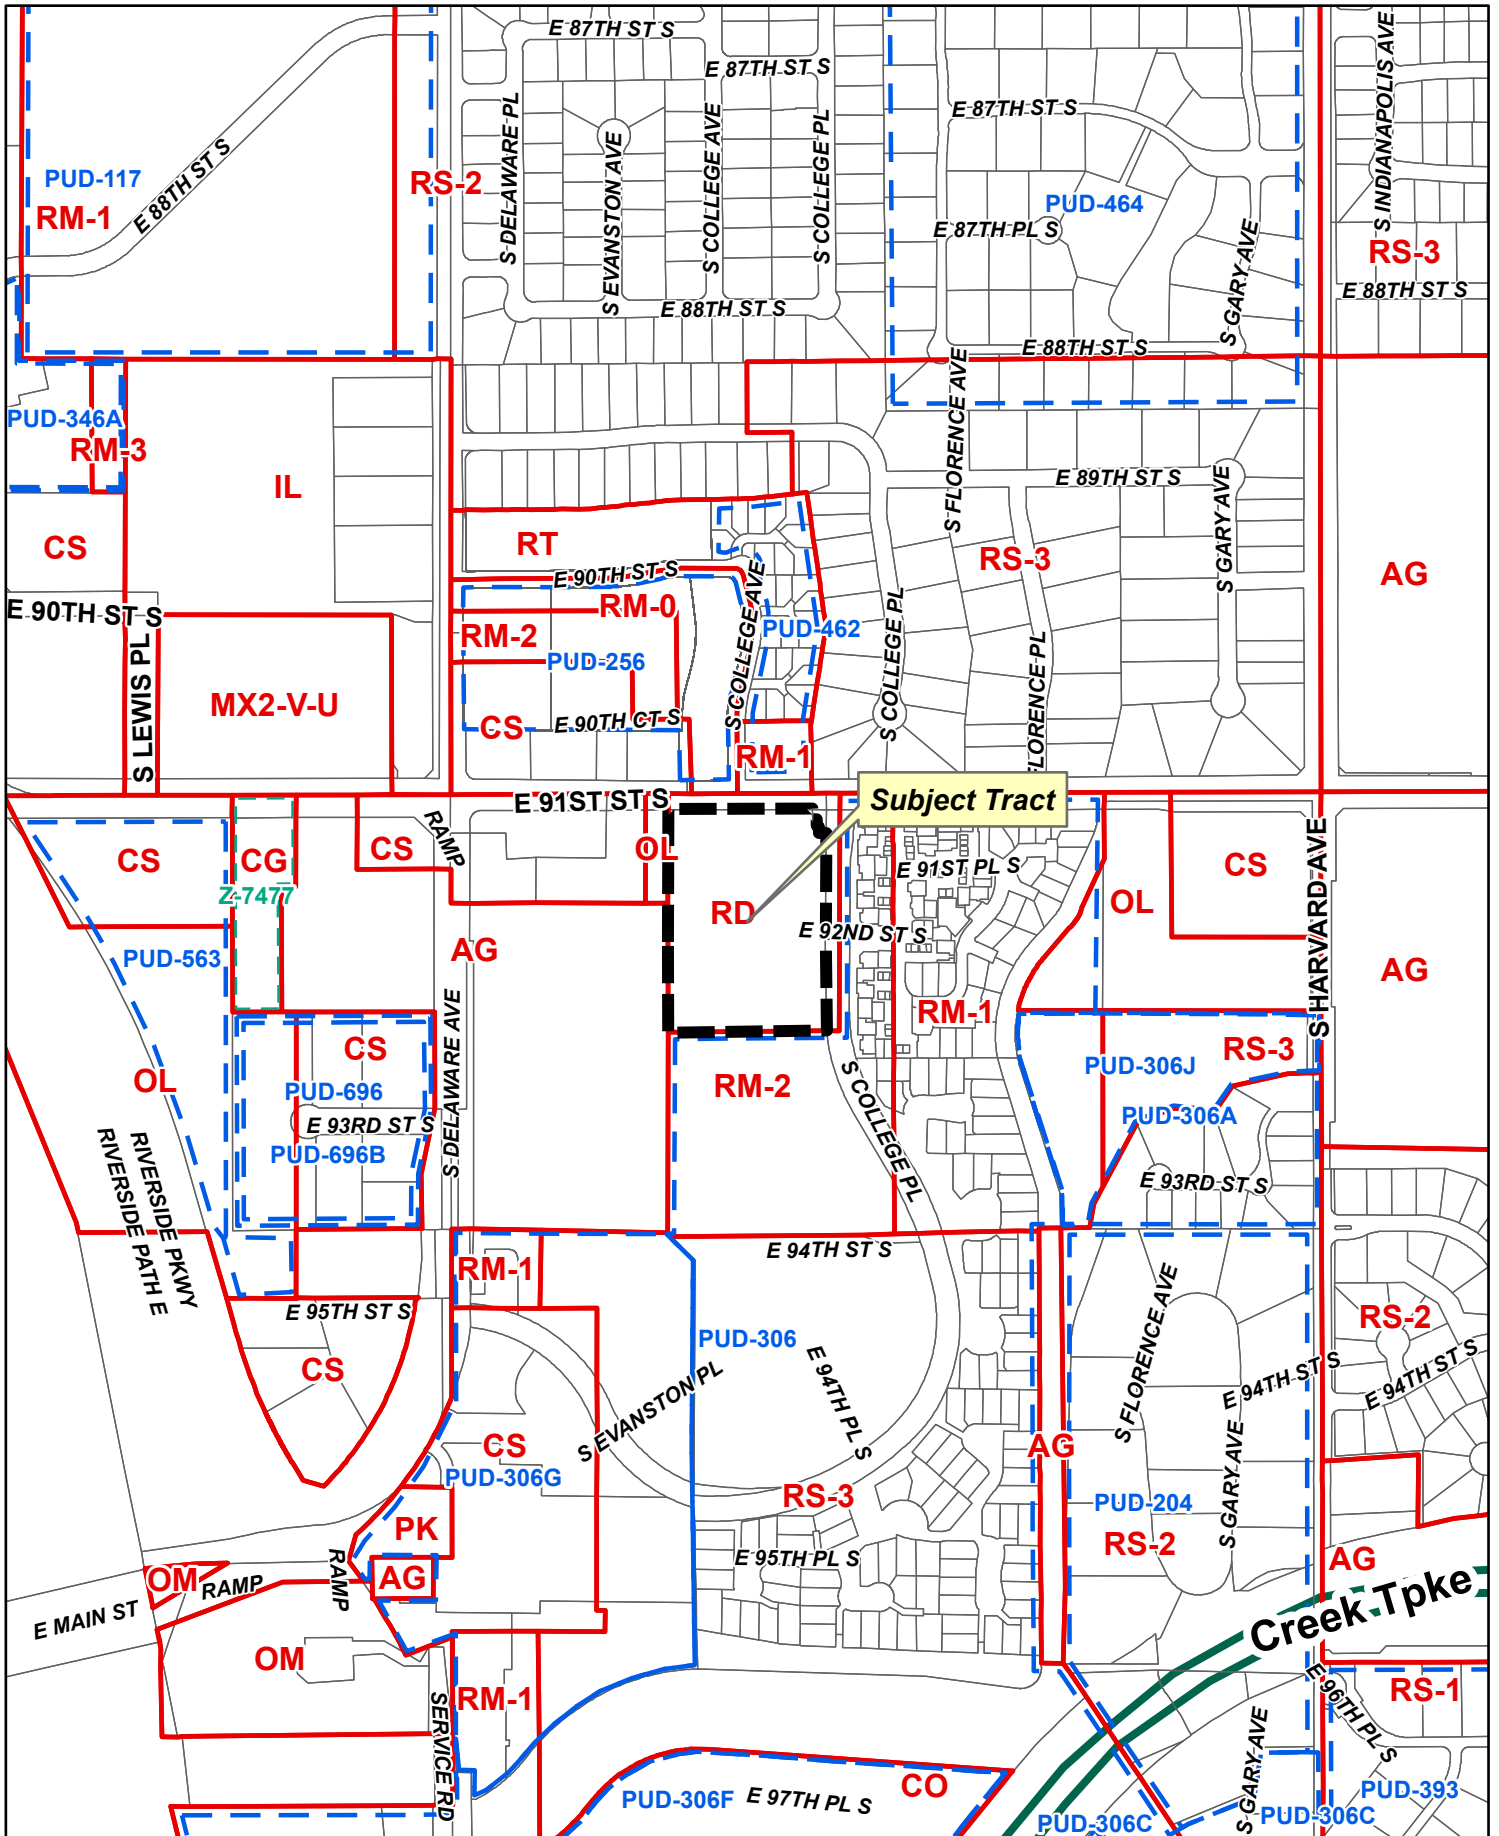 E 87TH ST S
E 87TH ST S
S INDIANAPOLIS AVE
S DELAWARE PL
E 87TH ST S
S COLLEGE AVE
S COLLEGE PL
S EVANSTON AVE
E 88TH ST S
PUD-117
RS-2
RM-1
PUD-464
E 87TH PL S
S GARY AVE
RS-3
E 88TH ST S
E 88TH ST S
E 88TH ST S
S FLORENCE AVE
PUD-346A
RM-3
IL
E 89TH ST S
S GARY AVE
CS
RT
RS-3
AG
E 90TH ST S
S COLLEGE AVE
E 90TH ST S
RM-0
RM-2
PUD-462
S COLLEGE PL
PUD-256
FLORENCE PL
S LEWIS PL
MX2-V-U
CS
E 90TH CT S
RM-1
E 91ST ST S
Subject Tract
RAMP
CS
CG
CS
OL
E 91ST PL S
CS
S HARVARD AVE
Z-7477
RD
OL
E 92ND ST S
AG
PUD-563
AG
RM-1
S DELAWARE AVE
CS
RS-3
PUD-306J
OL
PUD-696
RM-2
S COLLEGE PL
PUD-306A
E 93RD ST S
PUD-696B
RIVERSIDE PKWY
RIVERSIDE PATH E
E 93RD ST S
E 94TH ST S
RM-1
E 95TH ST S
PUD-306
S FLORENCE AVE
RS-2
CS
E 94TH PL S
E 94TH ST S
E 94TH ST S
S EVANSTON PL
CS
AG
PUD-306G
S GARY AVE
RS-3
PUD-204
PK
RS-2
E 95TH PL S
AG
OM
RAMP
RAMP
AG
Creek Tpke
E MAIN ST
OM
RM-1
SERVICE RD
E 96TH PL S
RS-1
S GARY AVE
CO
PUD-306F
E 97TH PL S
PUD-393
PUD-306C
PUD-306C